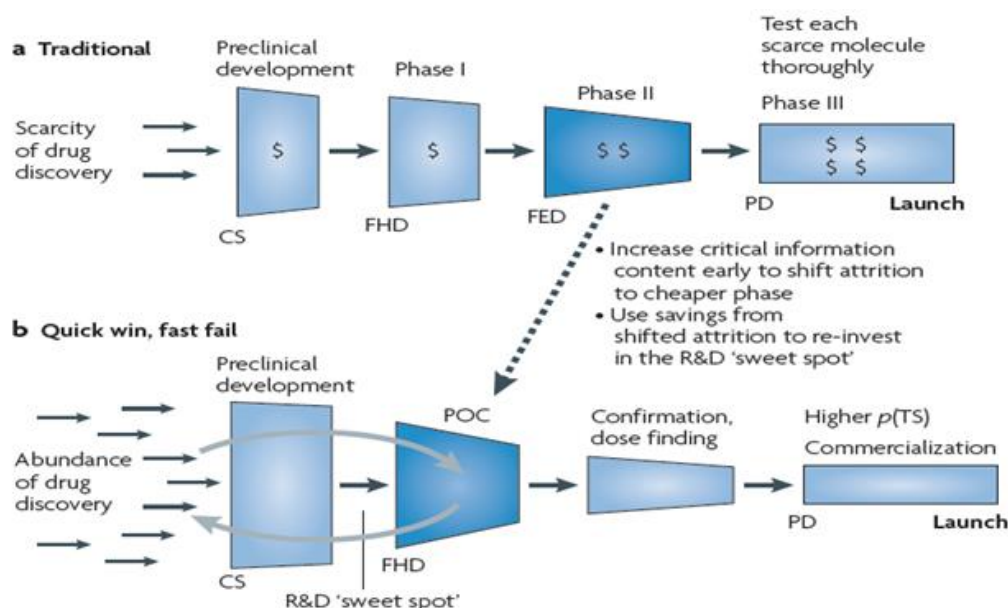 a Traditional
Preclinical
development
Phase I
Phase II
Test each
scarce molecule
thoroughly
Phase III
Scarcity
of drug
discovery
$
$
$ $
$ $
$ $
CS
FHD
FED
PD
Launch
• Increase critical information
content early to shift attrition
to cheaper phase
• Use savings from
shifted attrition to re-invest
in the R&D ‘sweet spot’
b Quick win, fast fail
Preclinical
development
POC
Confirmation,
dose finding
Higher p(TS)
Commercialization
Abundance
of drug
discovery
CS
FHD
PD
Launch
R&D ‘sweet spot’